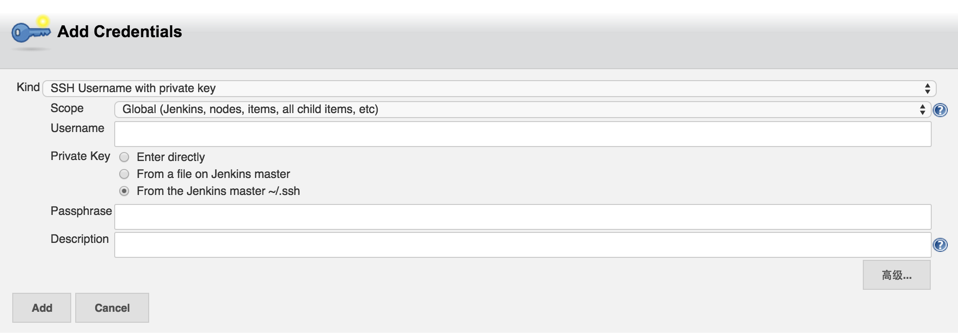 Add Credentials
Kind SSH Username with private key
Scope Global (Jenkins, nodes, items, all child items, etc)
Username
Private Key Enter directly
From a file on Jenkins master
From the Jenkins master ~/.ssh
Passphrase
Description
高级...
Add Cancel